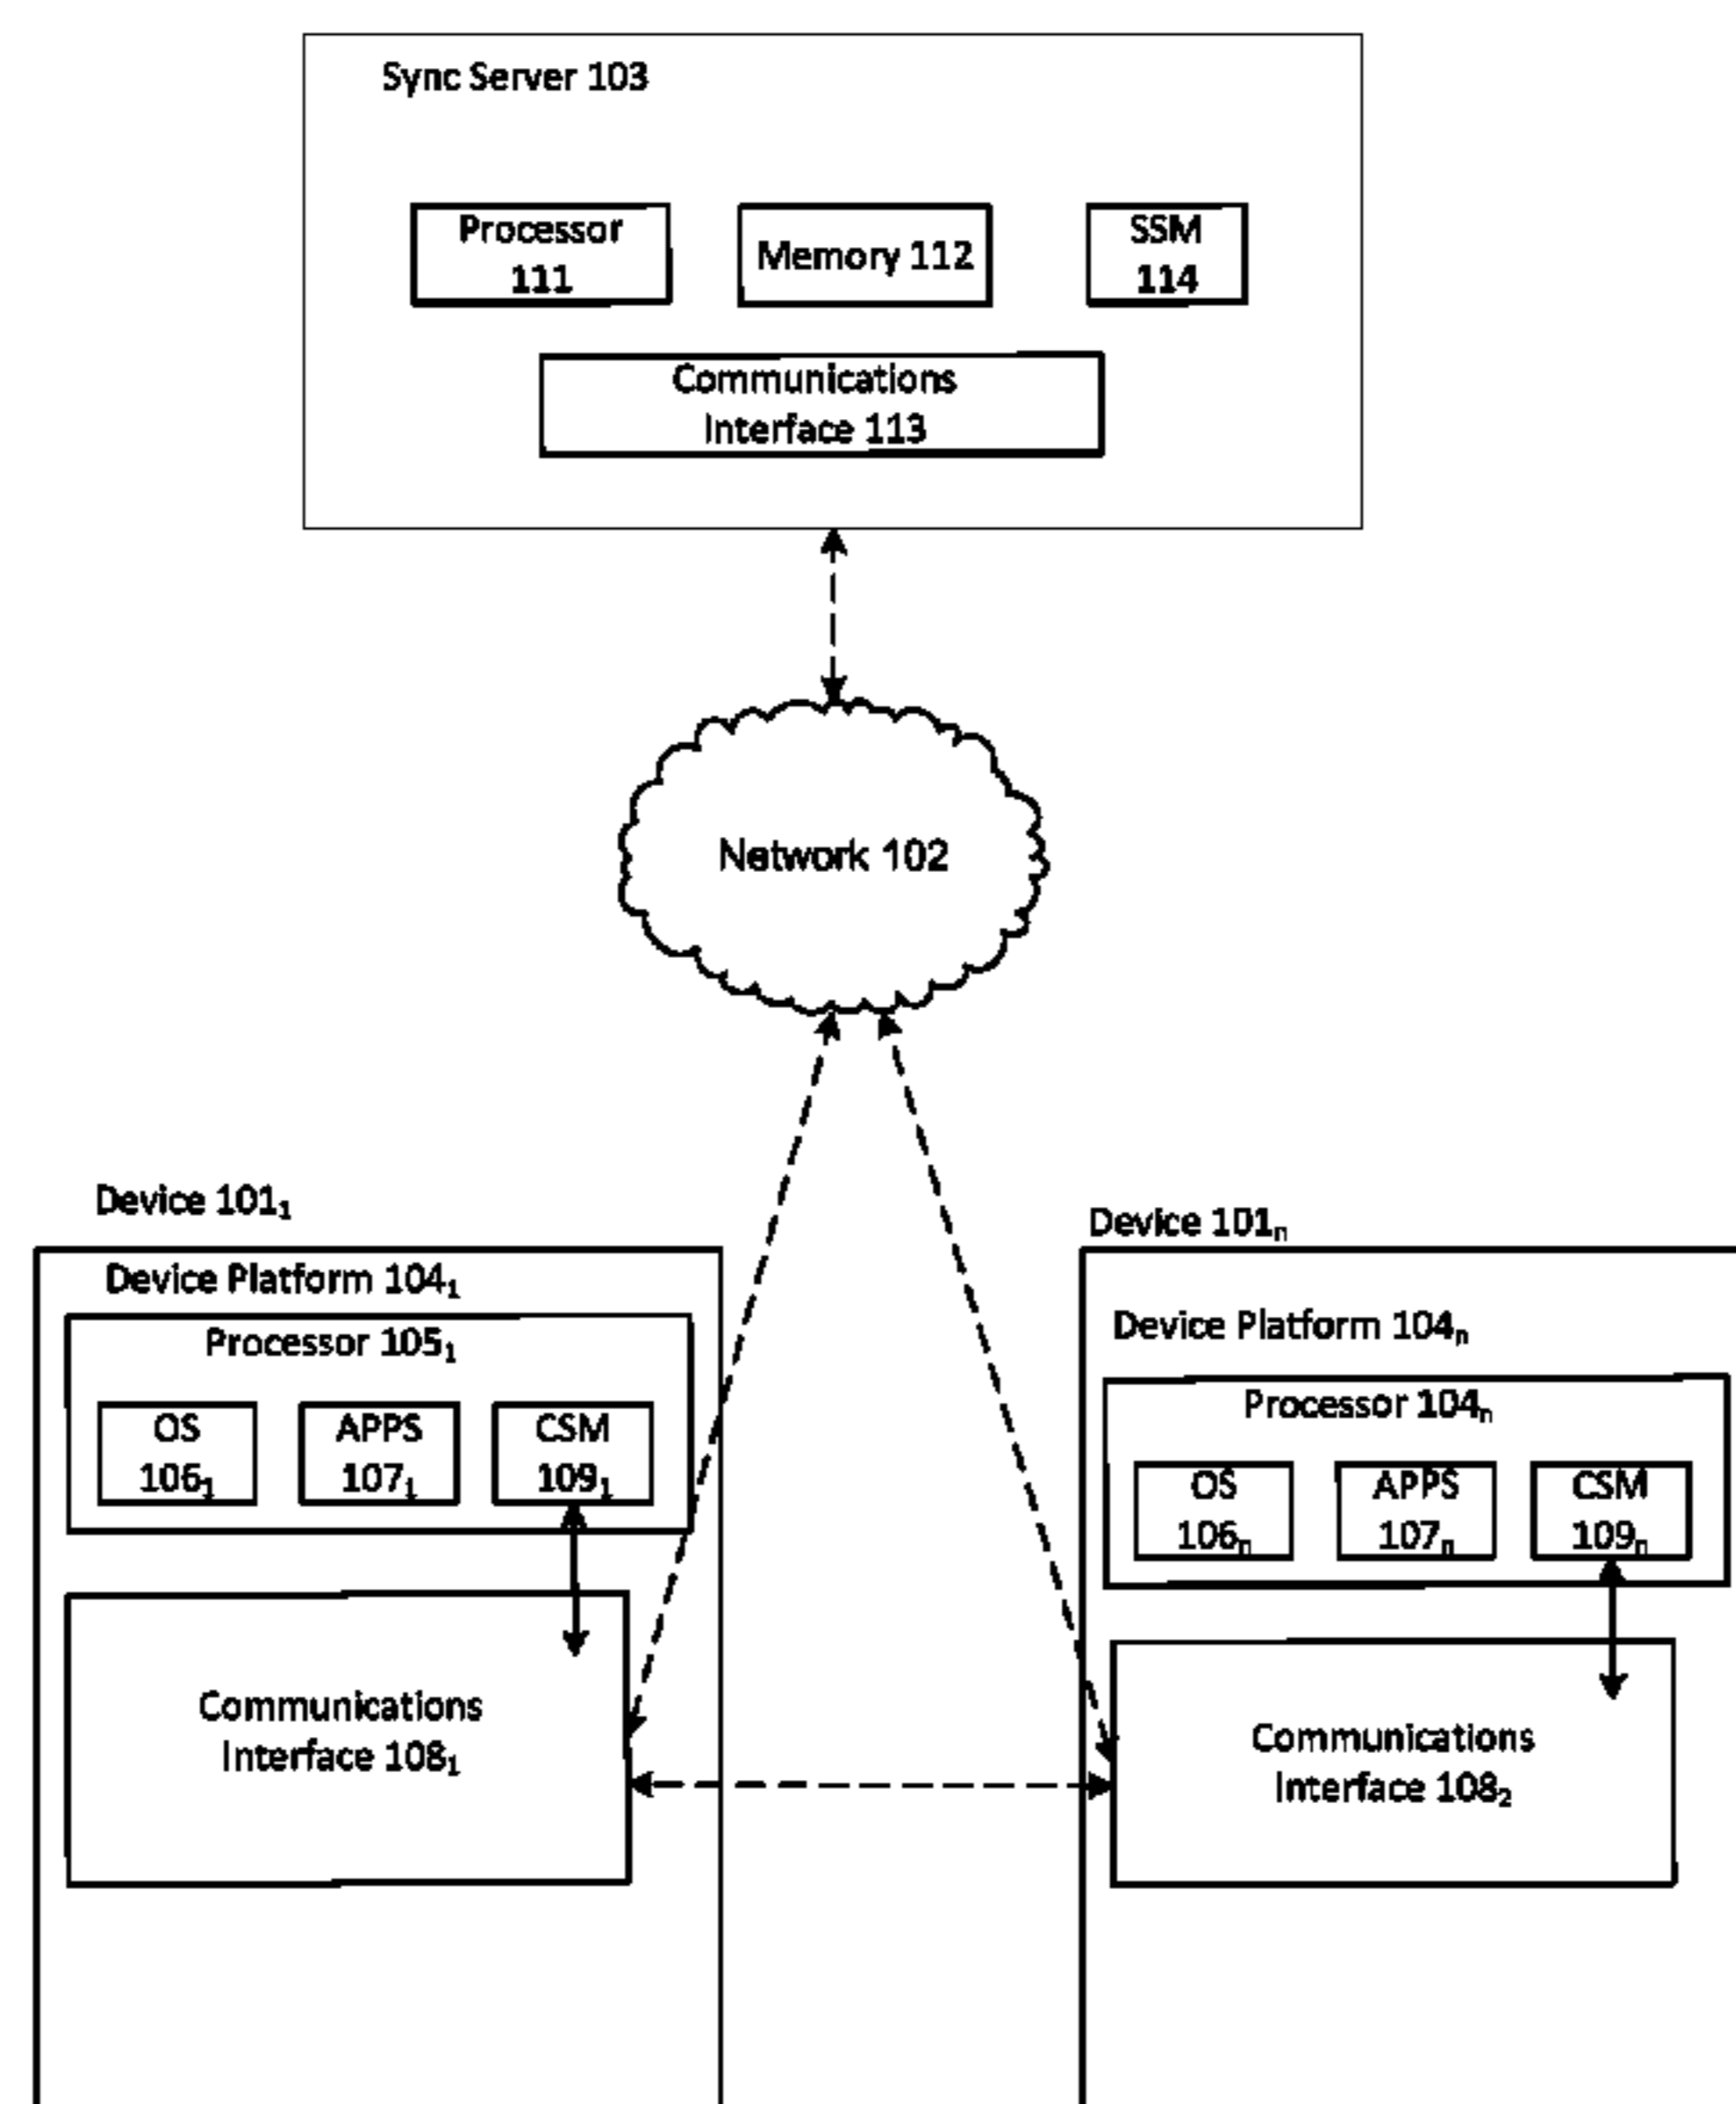 Sync Server 103
Processor
111
Memory 112
SSM
114
Communications
Interface 113
Network 102
Device 101₁
Device Platform 104₁
Processor 105₁
OS
106₁
APPS
107₁
CSM
109₁
Communications
Interface 108₁
Device 101ₙ
Device Platform 104ₙ
Processor 104ₙ
OS
106ₙ
APPS
107ₙ
CSM
109ₙ
Communications
Interface 108₂